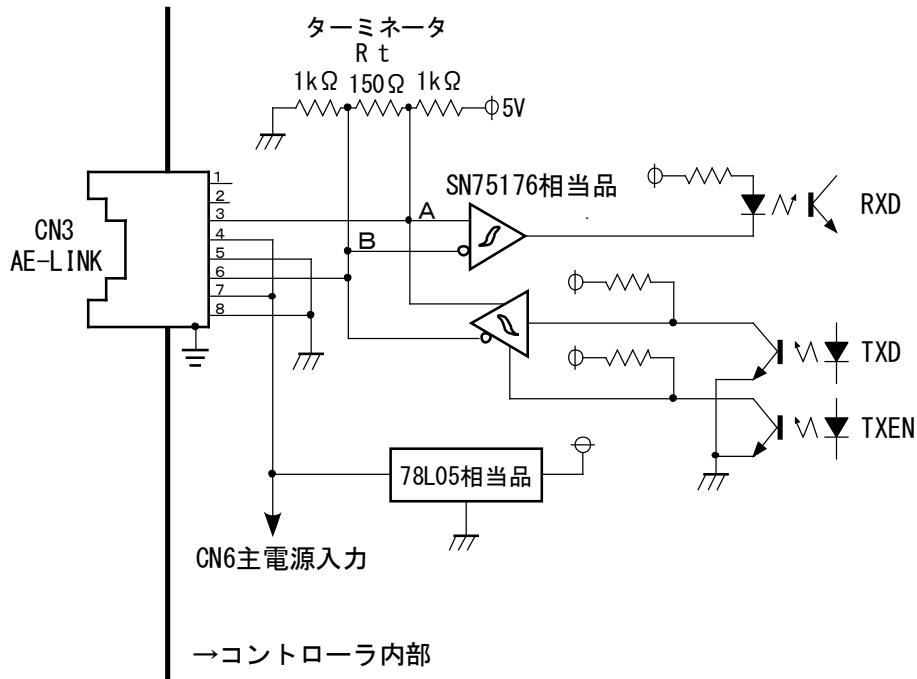 ターミネータ
Rt
1kΩ 150Ω 1kΩ
5V
SN75176相当品
RXD
1
2
3
4
5
6
7
8
CN3
AE-LINK
A
B
TXD
TXEN
78L05相当品
CN6主電源入力
→コントローラ内部